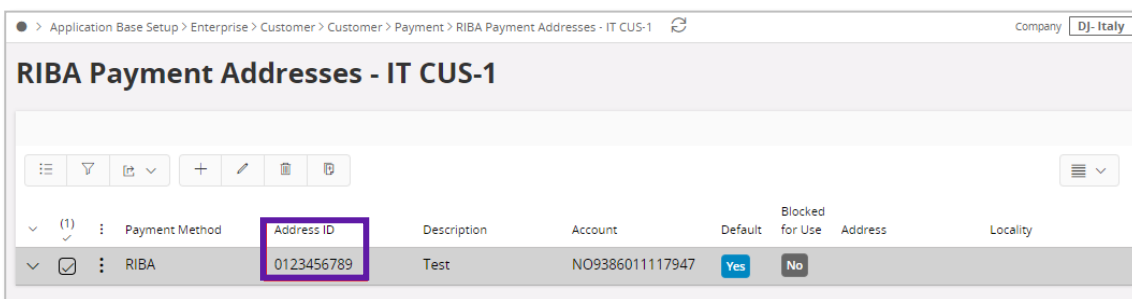 > Application Base Setup > Enterprise > Customer > Customer > Payment > RIBA Payment Addresses - IT CUS-1 Company DJ- Italy
RIBA Payment Addresses - IT CUS-1
(1) Payment Method Address ID Description Account Default Blocked for Use Address Locality
RIBA 0123456789 Test NO9386011117947 Yes No